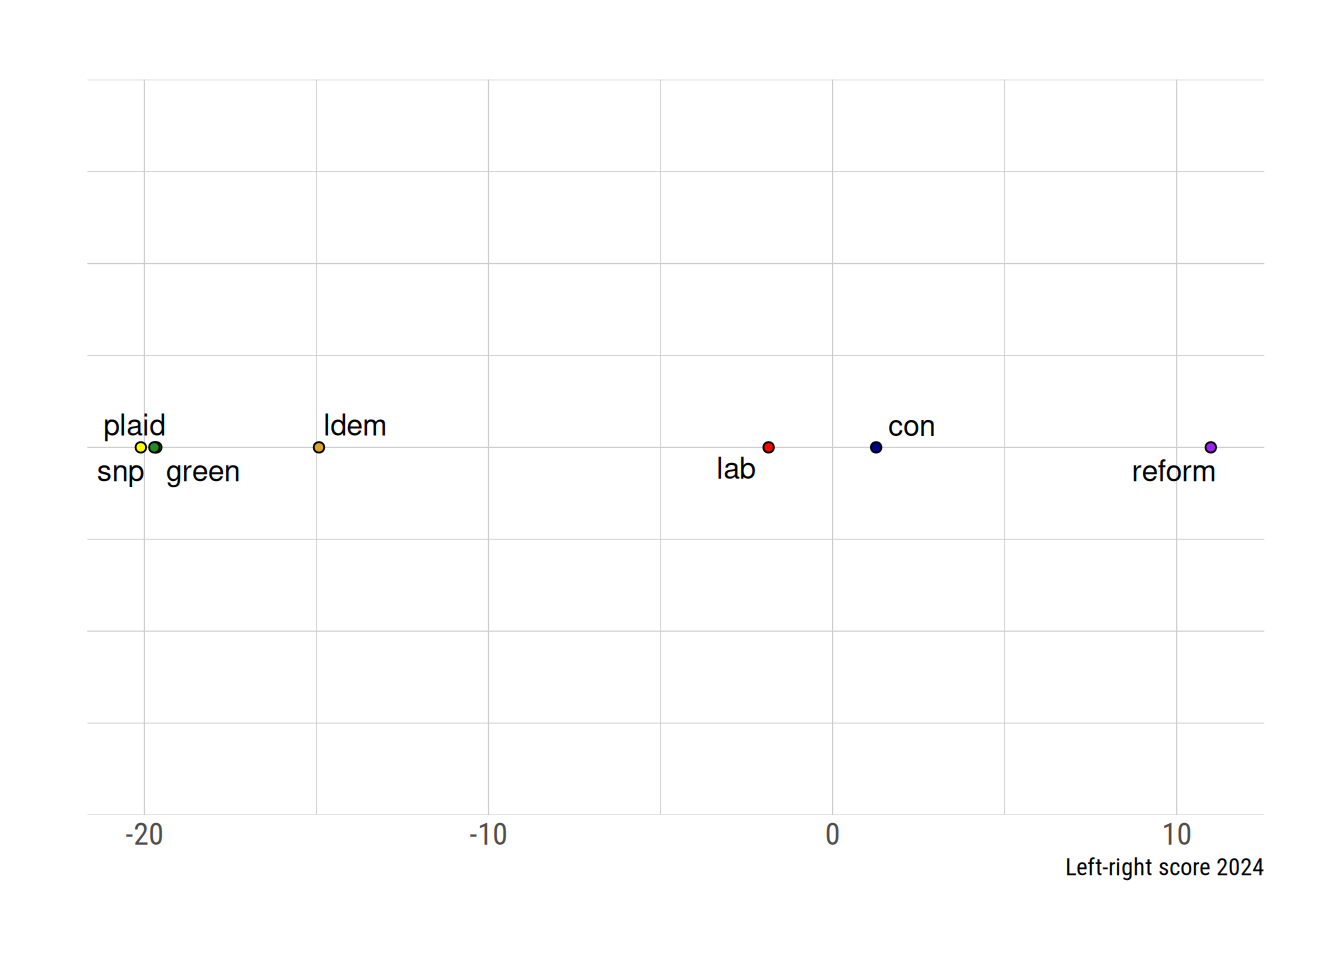 plaid
ldem
con
snp
green
lab
reform
-20
-10
0
10
Left-right score 2024